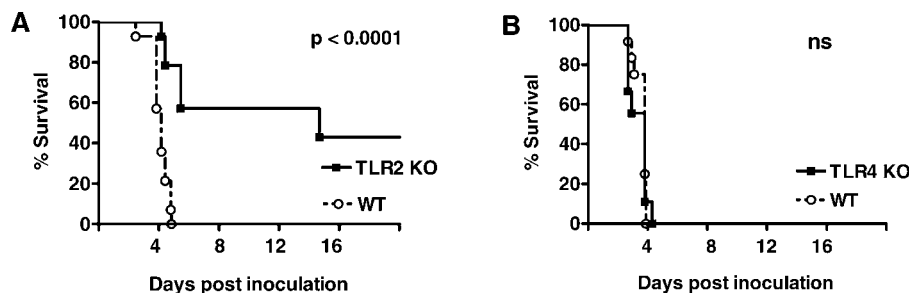 A
p < 0.0001
100
80
60
40
20
0
% Survival
TLR2 KO
WT
4 8 12 16
Days post inoculation
B
ns
100
80
60
40
20
0
% Survival
TLR4 KO
WT
4 8 12 16
Days post inoculation